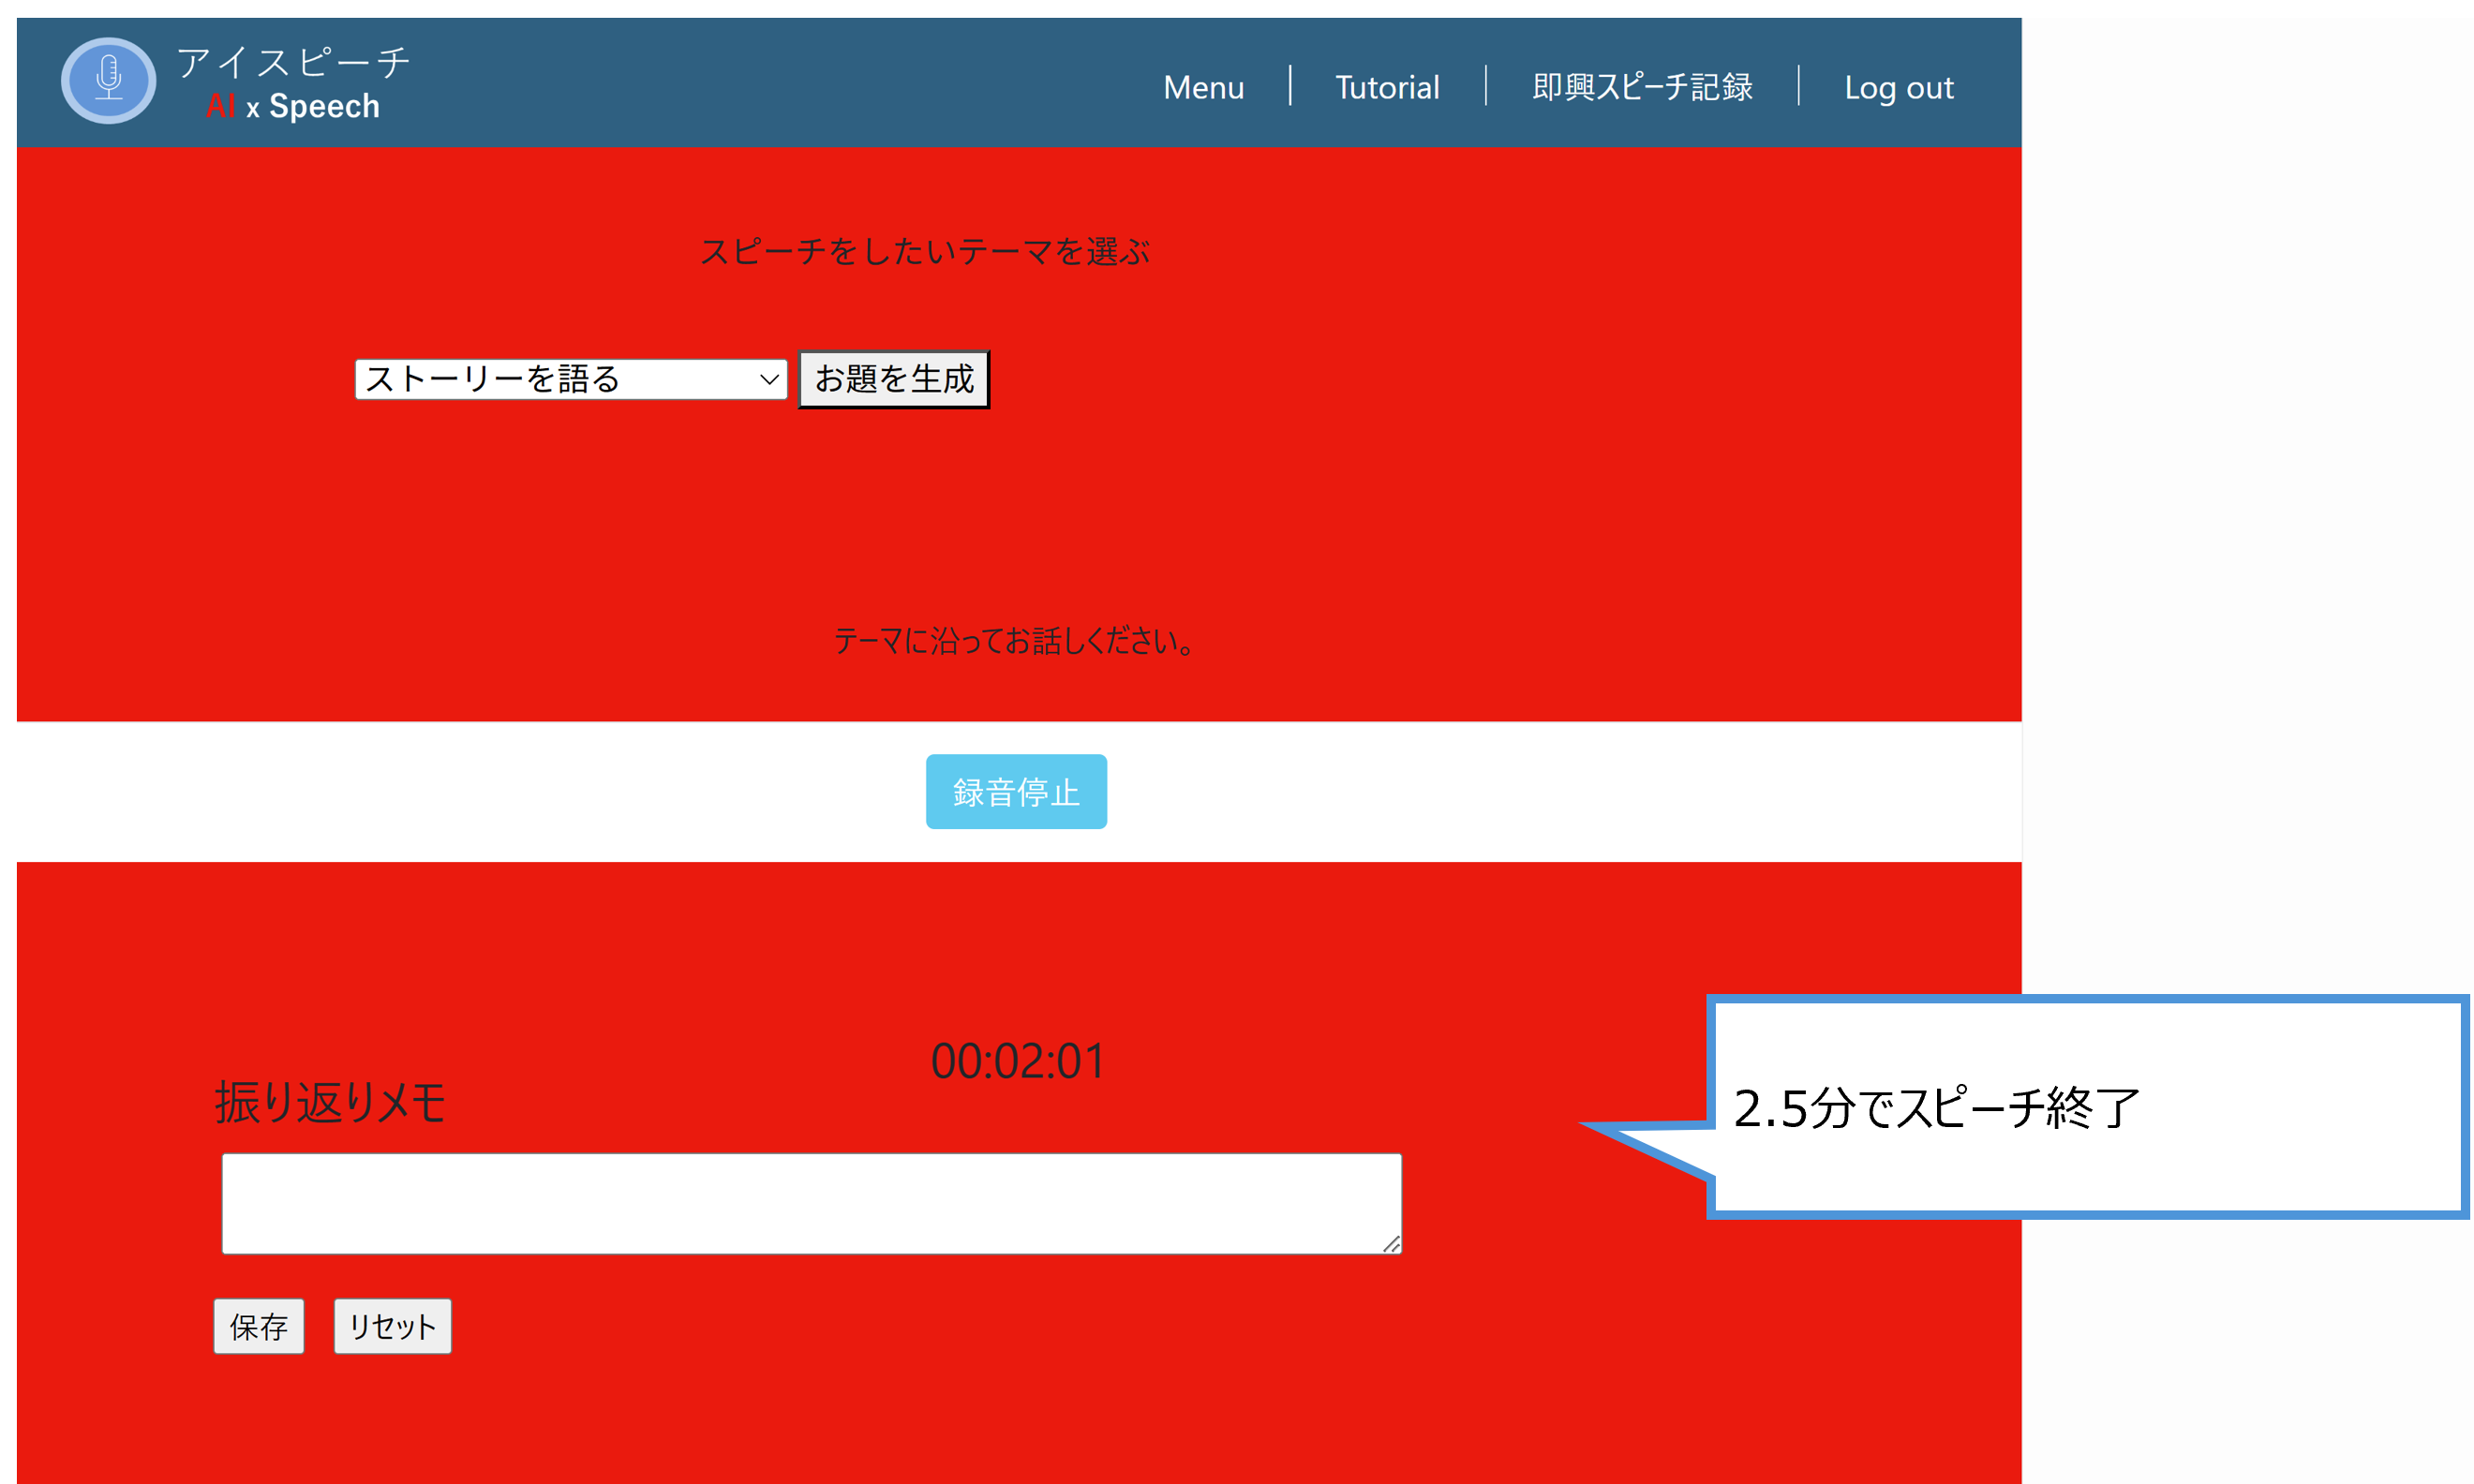 アイスピーチ
AI x Speech
Menu
Tutorial
即興スピーチ記録
Log out
スピーチをしたいテーマを選ぶ
ストーリーを語る
お題を生成
テーマに沿ってお話しください。
録音停止
00:02:01
振り返りメモ
2.5分でスピーチ終了
保存
リセット